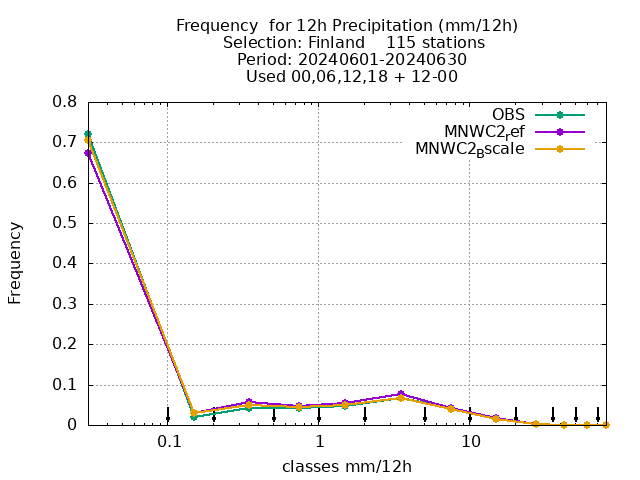 Frequency  for 12h Precipitation (mm/12h)
Selection: Finland    115 stations
Period: 20240601-20240630
Used 00,06,12,18 + 12-00
OBS
MNWC2_ref
MNWC2_Bscale
0.8
0.7
0.6
0.5
0.4
0.3
0.2
0.1
0
Frequency
0.1 1 10
classes mm/12h